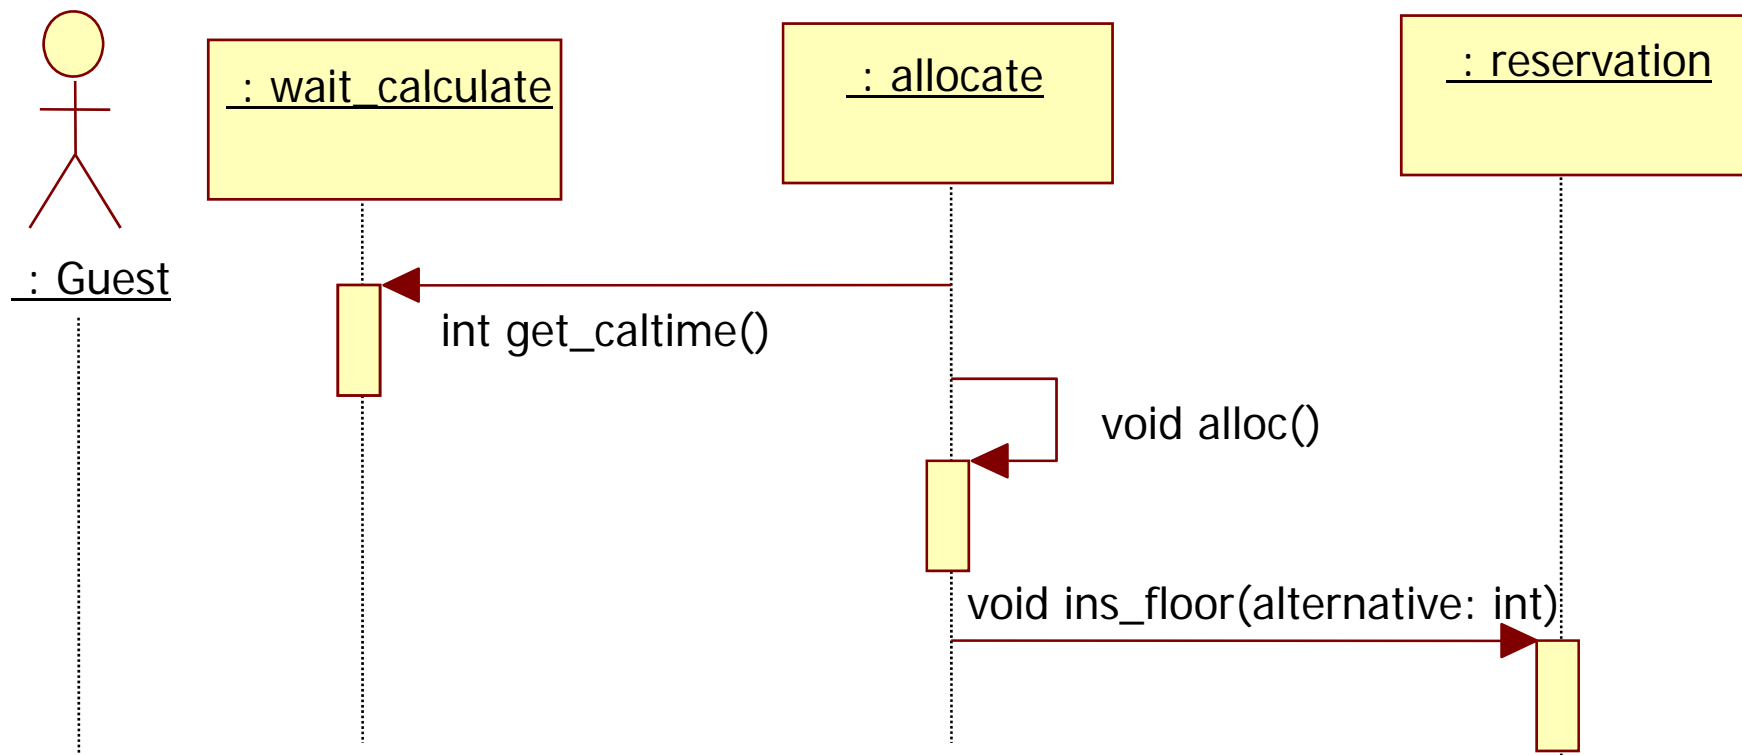 : wait_calculate
: allocate
: reservation
: Guest
int get_caltime()
void alloc()
void ins_floor(alternative: int)